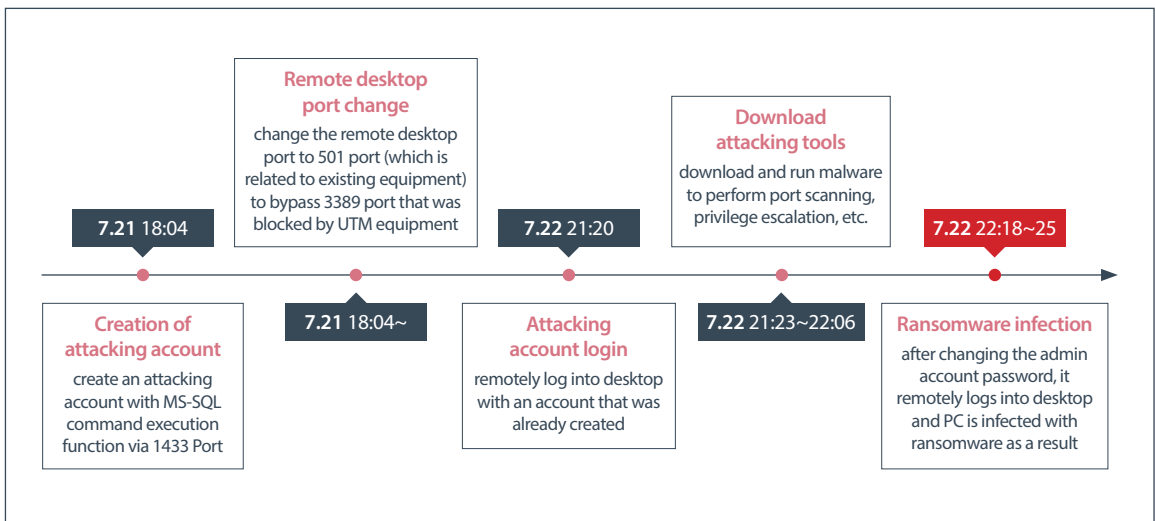 7.21 18:04
Creation of
attacking account
create an attacking
account with MS-SQL
command execution
function via 1433 Port
Remote desktop
port change
change the remote desktop
port to 501 port (which is
related to existing equipment)
to bypass 3389 port that was
blocked by UTM equipment
7.21 18:04~
7.22 21:20
Attacking
account login
remotely log into desktop
with an account that was
already created
Download
attacking tools
download and run malware
to perform port scanning,
privilege escalation, etc.
7.22 21:23~22:06
7.22 22:18~25
Ransomware infection
after changing the admin
account password, it
remotely logs into desktop
and PC is infected with
ransomware as a result